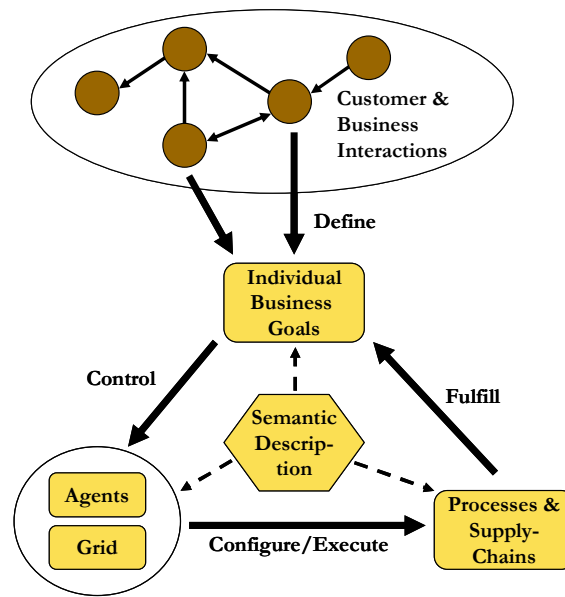 Customer &
Business
Interactions
Define
Individual
Business
Goals
Control
Fulfill
Semantic
Descrip-
tion
Agents
Grid
Processes &
Supply-
Chains
Configure/Execute